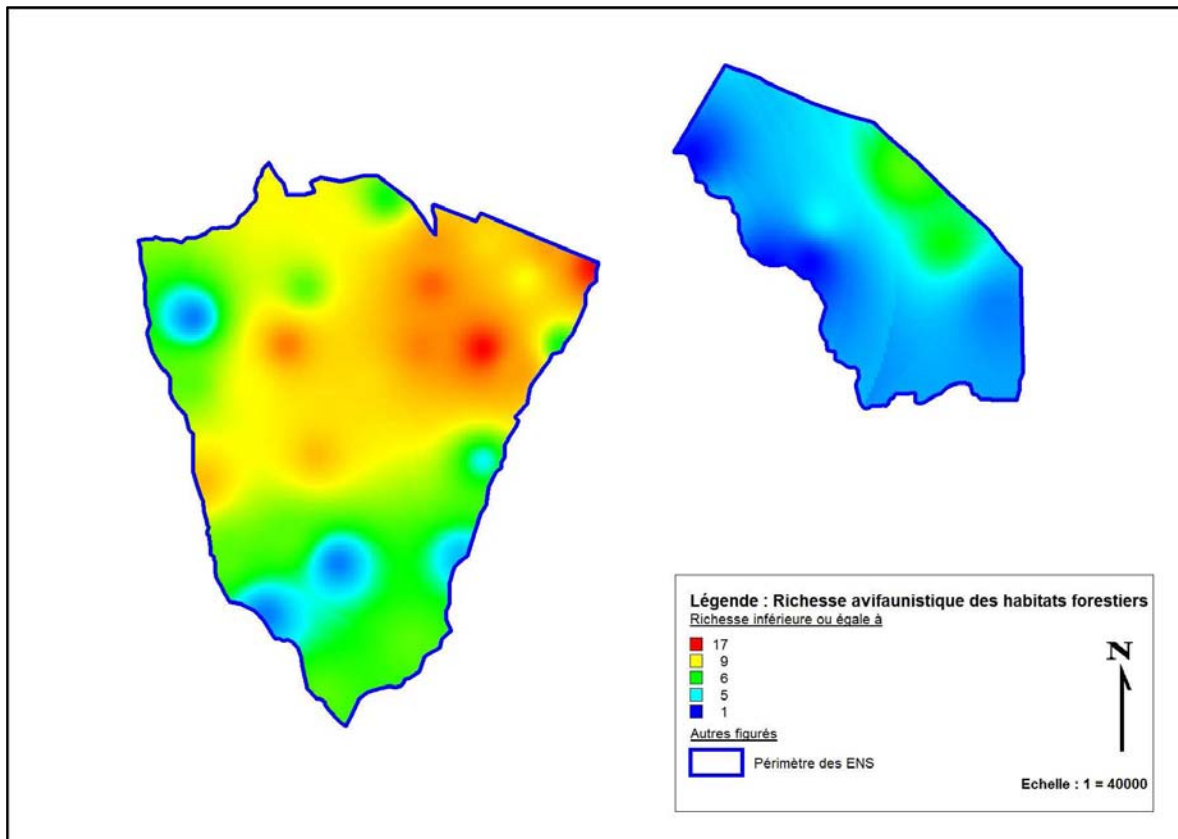 Légende : Richesse avifaunistique des habitats forestiers
Richesse inférieure ou égale à
17
9
6
5
1
Autres figurés
Périmètre des ENS
N
Echelle : 1 = 40000